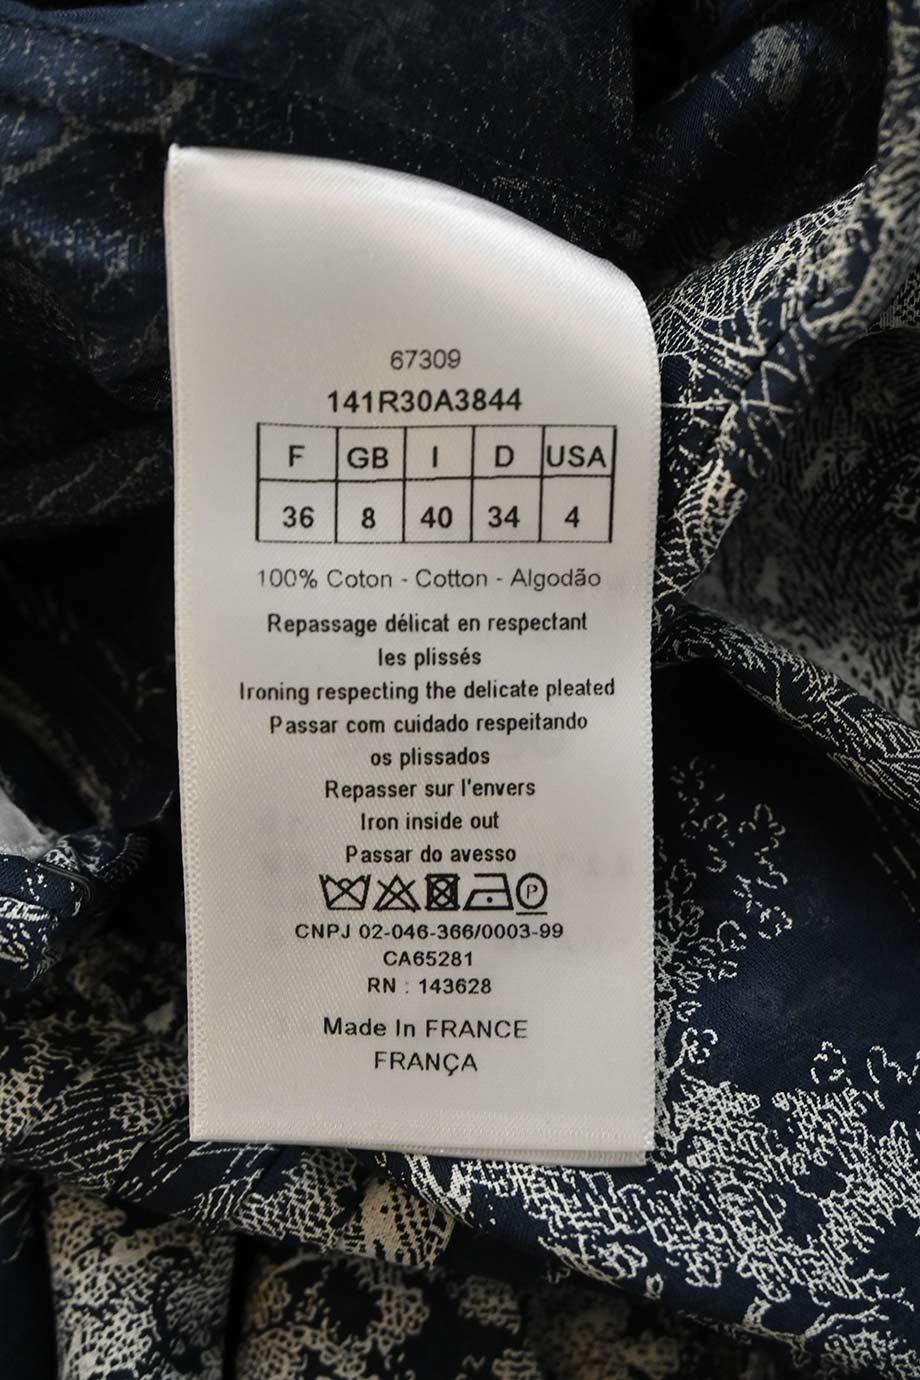 67309
141R30A3844
F GB I D USA
36 8 40 34 4
100% Coton - Cotton - Algodão
Repassage délicat en respectant
les plissés
Ironing respecting the delicate pleated
Passar com cuidado respeitando
os plissados
Repasser sur l'envers
Iron inside out
Passar do avesso
P
CNPJ 02-046-366/0003-99
CA65281
RN : 143628
Made In FRANCE
FRANÇA